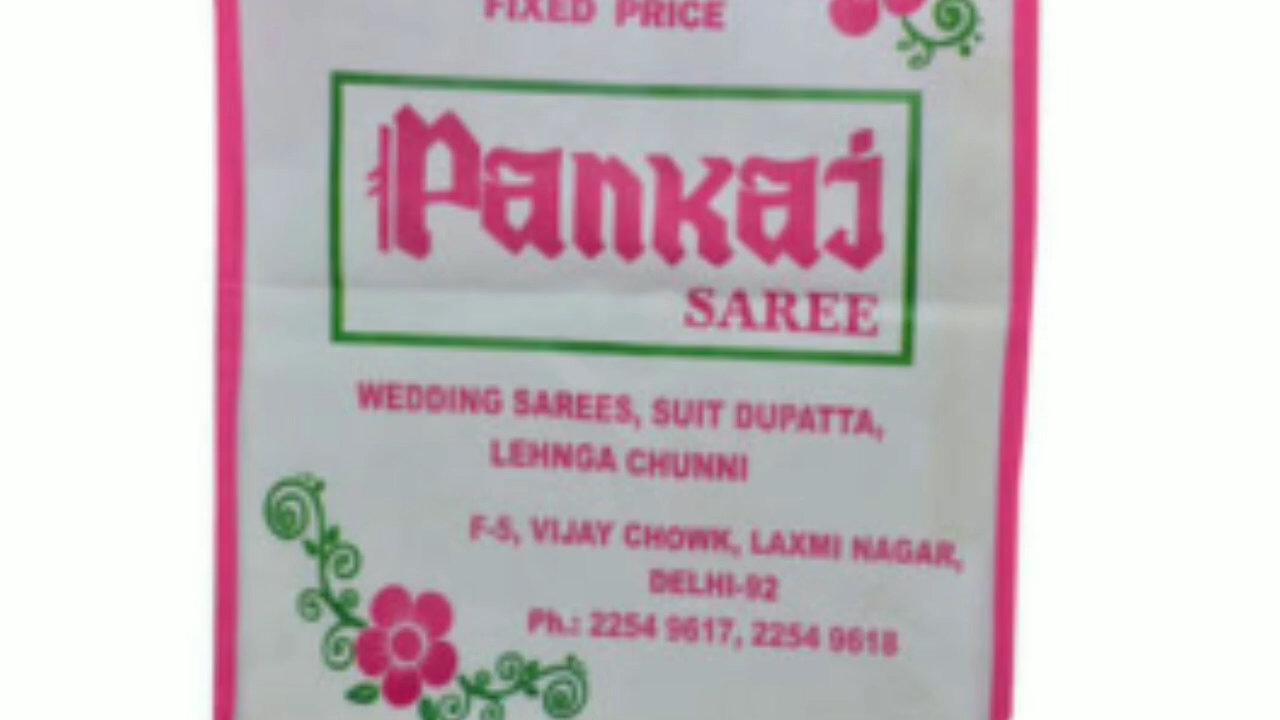 FIXED PRICE
Pankaj
SAREE
WEDDING SAREES, SUIT DUPATTA,
LEHNGA CHUNNI
F-5, VIJAY CHOWK, LAXMI NAGAR,
DELHI-92
Ph.: 2254 9617, 2254 9618